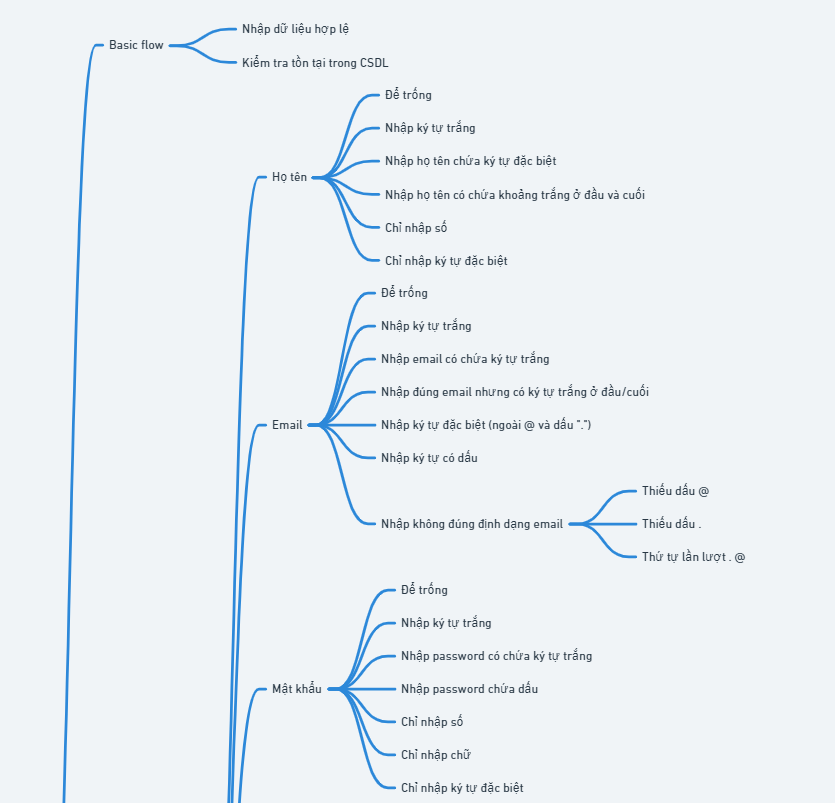 Basic flow
Nhập dữ liệu hợp lệ
Kiểm tra tồn tại trong CSDL
Họ tên
Để trống
Nhập ký tự trắng
Nhập họ tên chứa ký tự đặc biệt
Nhập họ tên có chứa khoảng trắng ở đầu và cuối
Chỉ nhập số
Chỉ nhập ký tự đặc biệt
Email
Để trống
Nhập ký tự trắng
Nhập email có chứa ký tự trắng
Nhập đúng email nhưng có ký tự trắng ở đầu/cuối
Nhập ký tự đặc biệt (ngoài @ và dấu ".")
Nhập ký tự có dấu
Nhập không đúng định dạng email
Thiếu dấu @
Thiếu dấu .
Thứ tự lần lượt . @
Mật khẩu
Để trống
Nhập ký tự trắng
Nhập password có chứa ký tự trắng
Nhập password chứa dấu
Chỉ nhập số
Chỉ nhập chữ
Chỉ nhập ký tự đặc biệt